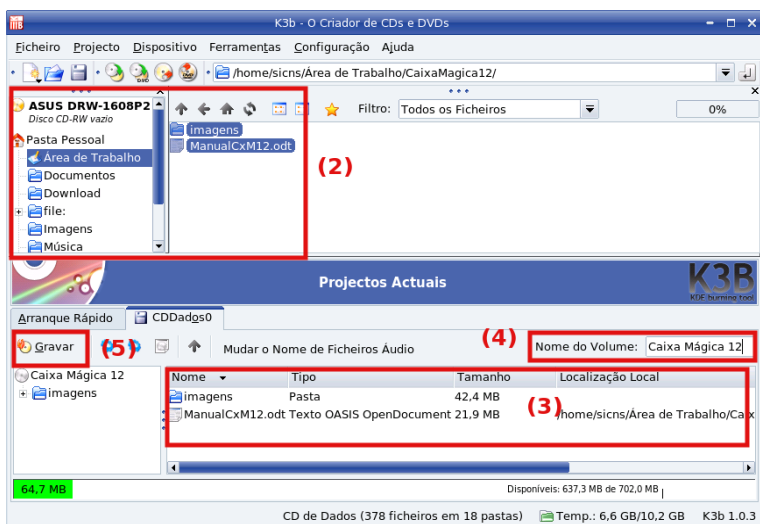 K3b - O Criador de CDs e DVDs
Ficheiro Projecto Dispositivo Ferramentas Configuração Ajuda
/home/sicns/Área de Trabalho/CaixaMagica12/
ASUS DRW-1608P2
Disco CD-RW vazio
Pasta Pessoal
Área de Trabalho
Documentos
Download
file:
Imagens
Música
Filtro: Todos os Ficheiros 0%
imagens
ManualCxM12.odt
(2)
Projectos Actuais
K3B
KDE burning tool
Arranque Rápido CDDados0
Gravar (5) Mudar o Nome de Ficheiros Áudio (4) Nome do Volume: Caixa Mágica 12
Caixa Mágica 12
imagens
Nome Tipo Tamanho Localização Local
imagens Pasta 42,4 MB
ManualCxM12.odt Texto OASIS OpenDocument 21,9 MB /home/sicns/Área de Trabalho/Caix
(3)
64,7 MB Disponíveis: 637,3 MB de 702,0 MB
CD de Dados (378 ficheiros em 18 pastas) Temp.: 6,6 GB/10,2 GB K3b 1.0.3